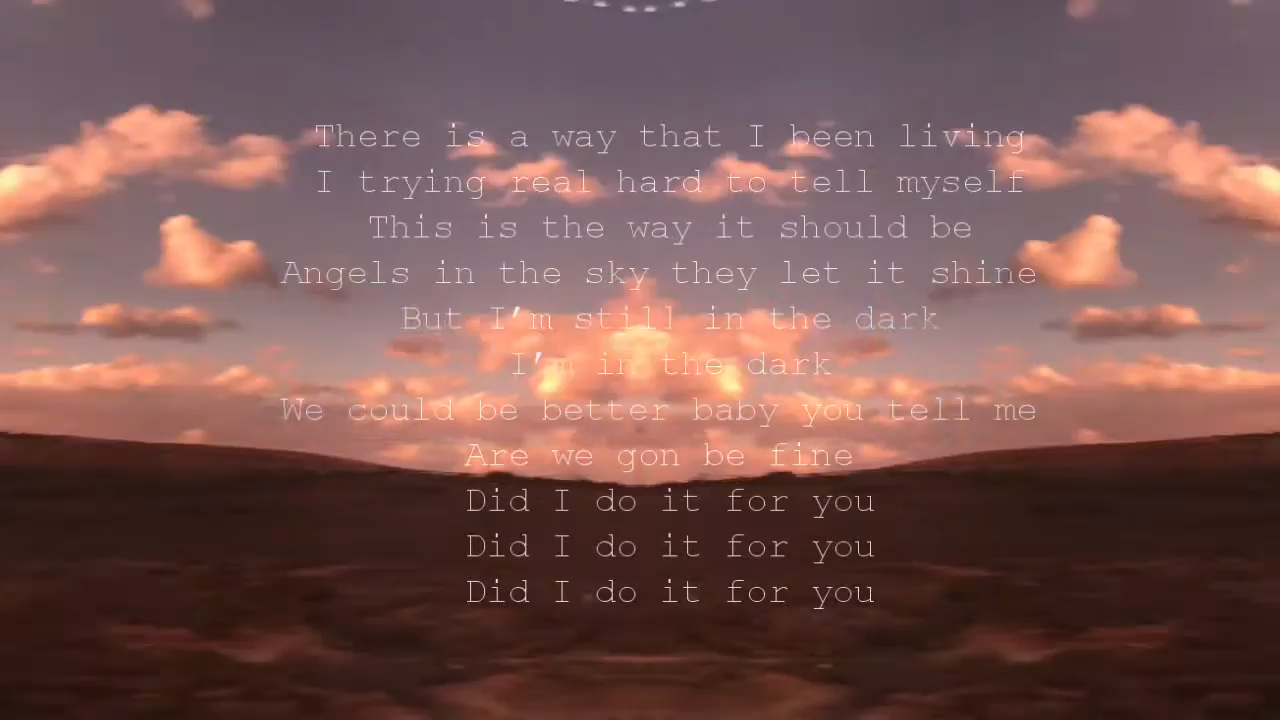 There is a way that I been living
I trying real hard to tell myself
This is the way it should be
Angels in the sky they let it shine
But I'm still in the dark
I'm in the dark
We could be better baby you tell me
Are we gon be fine
Did I do it for you
Did I do it for you
Did I do it for you